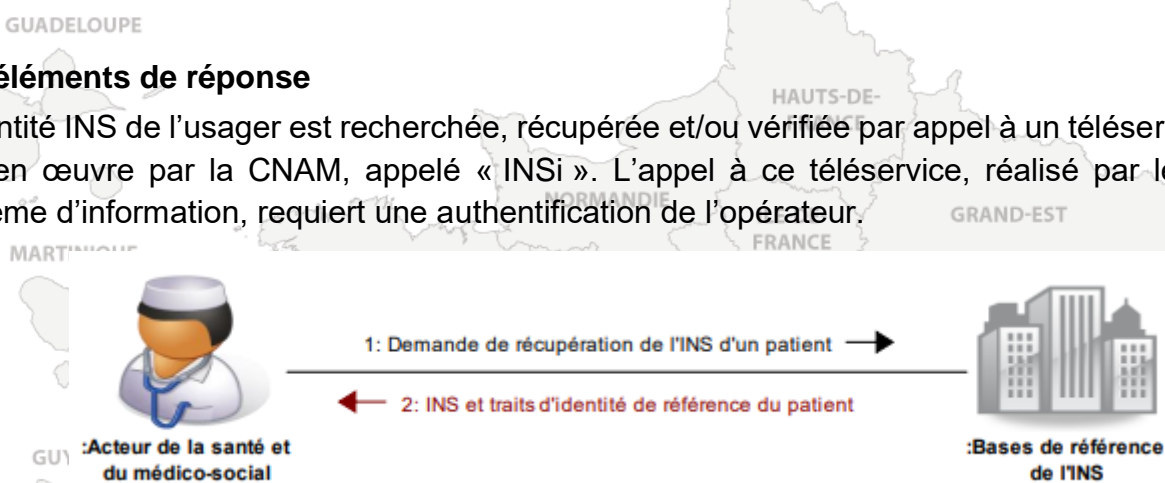 GUADELOUPE
éléments de réponse
HAUTS-DE-
FRANCE
ntité INS de l’usager est recherchée, récupérée et/ou vérifiée par appel à un téléser
en œuvre par la CNAM, appelé « INSi ». L’appel à ce téléservice, réalisé par le
NORMANDIE
ème d’information, requiert une authentification de l’opérateur.
GRAND-EST
FRANCE
1: Demande de récupération de l'INS d'un patient
2: INS et traits d'identité de référence du patient
:Acteur de la santé et
du médico-social
:Bases de référence
de l'INS